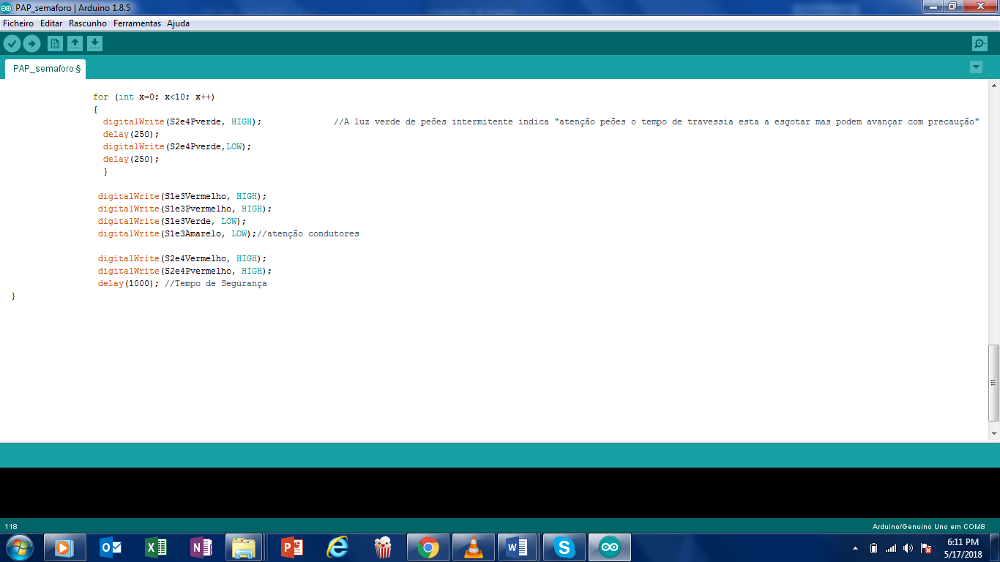 PAP_semaforo | Arduino 1.8.5
Ficheiro Editar Rascunho Ferramentas Ajuda
PAP_semaforo §
for (int x=0; x<10; x++)
{
digitalWrite(S2e4Pverde, HIGH); //A luz verde de peões intermitente indica "atenção peões o tempo de travessia esta a esgotar mas podem avançar com precaução"
delay(250);
digitalWrite(S2e4Pverde,LOW);
delay(250);
}
digitalWrite(S1e3Vermelho, HIGH);
digitalWrite(S1e3Pvermelho, HIGH);
digitalWrite(S1e3Verde, LOW);
digitalWrite(S1e3Amarelo, LOW);//atenção condutores
digitalWrite(S2e4Vermelho, HIGH);
digitalWrite(S2e4Pvermelho, HIGH);
delay(1000); //Tempo de Segurança
}
118
Arduino/Genuino Uno em COM8
6:11 PM
5/17/2018